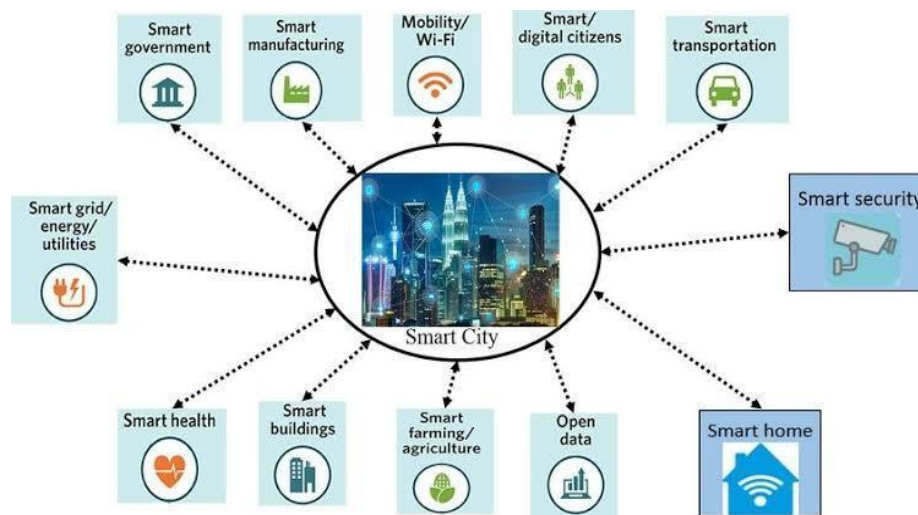 Smart
government
Smart
manufacturing
Mobility/
Wi-Fi
Smart/
digital citizens
Smart
transportation
Smart grid/
energy/
utilities
Smart security
Smart City
Smart health
Smart
buildings
Smart
farming/
agriculture
Open
data
Smart home